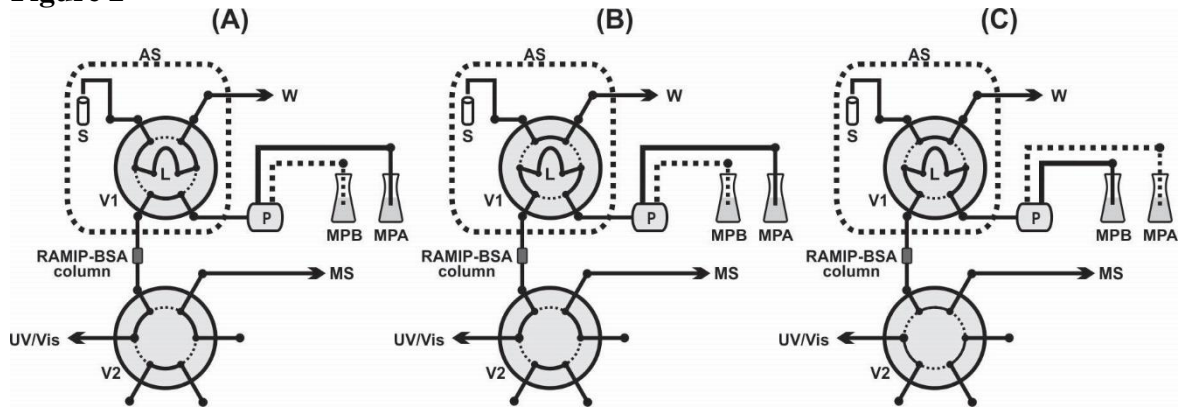 Figure 2
(A) (B) (C)
AS AS AS
W W W
S S S
L L L
V1 V1 V1
P P P
MPB MPA MPB MPA MPB MPA
RAMIP-BSA column RAMIP-BSA column RAMIP-BSA column
MS MS MS
UV/Vis UV/Vis UV/Vis
V2 V2 V2